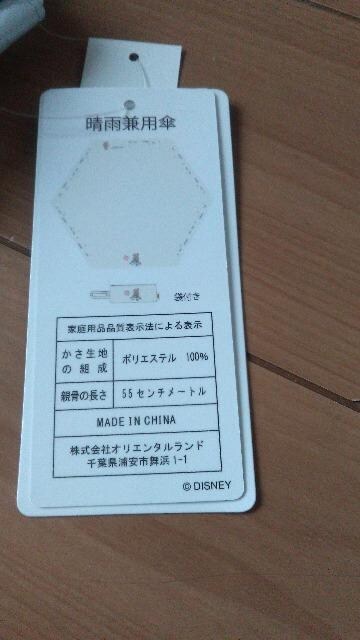 晴雨兼用傘
袋付き
家庭用品品質表示法による表示
かさ生地の組成 ポリエステル 100%
親骨の長さ 55センチメートル
MADE IN CHINA
株式会社オリエンタルランド
千葉県浦安市舞浜1-1
© DISNEY